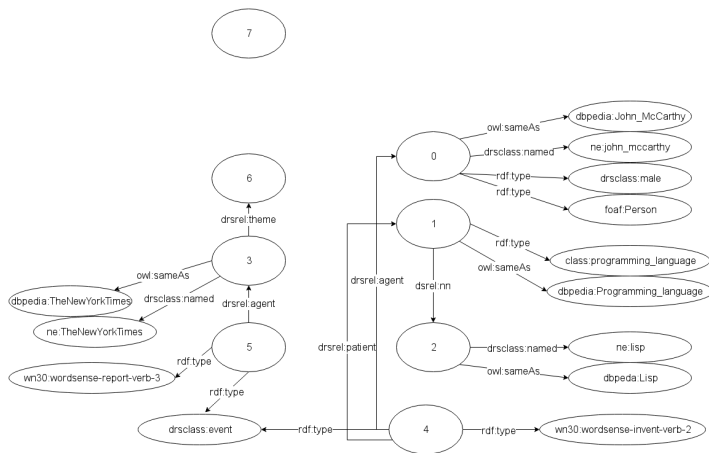 7
dbpedia:John_McCarthy
owl:sameAs
0
drsclass:named
ne:john_mccarthy
rdf:type
drsclass:male
rdf:type
foaf:Person
6
drsrel:theme
1
rdf:type
class:programming_language
owl:sameAs
dbpedia:Programming_language
3
owl:sameAs
drsrel:agent
dsrel:nn
dbpedia:TheNewYorkTimes
drsclass:named
drsrel:agent
ne:TheNewYorkTimes
drsrel:patient
5
2
drsclass:named
ne:lisp
rdf:type
wn30:wordsense-report-verb-3
owl:sameAs
dbpeda:Lisp
rdf:type
drsclass:event
rdf:type
4
rdf:type
wn30:wordsense-invent-verb-2